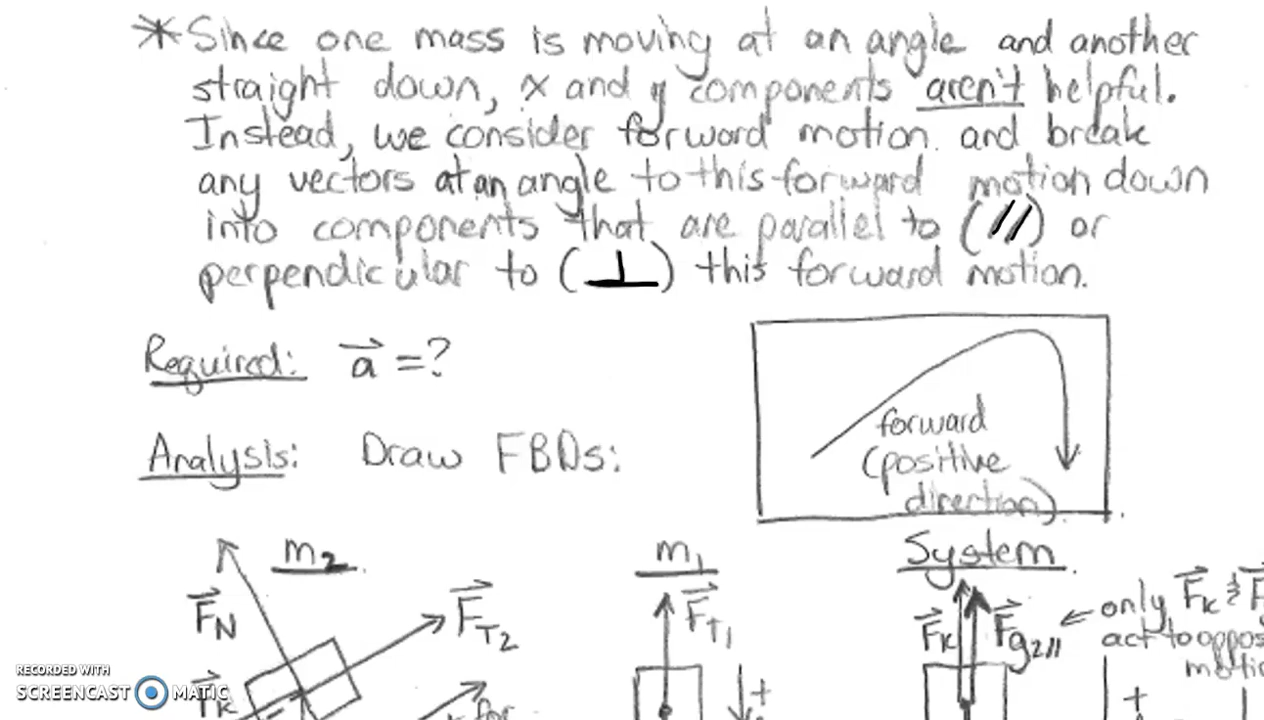 *Since one mass is moving at an angle and another
straight down, x and y components aren't helpful.
Instead, we consider forward motion and break
any vectors at an angle to this forward motion down
into components that are parallel to (//) or
perpendicular to (⊥) this forward motion.
Required: a⃗ = ?
forward
(positive
direction)
Analysis: Draw FBDs:
m₂
m₁
System
F⃗N
F⃗T₂
F⃗T₁
F⃗K
F⃗g₂//
← only F⃗K &
act to
F⃗K
for
+
+
RECORDED WITH
SCREENCAST MATIC